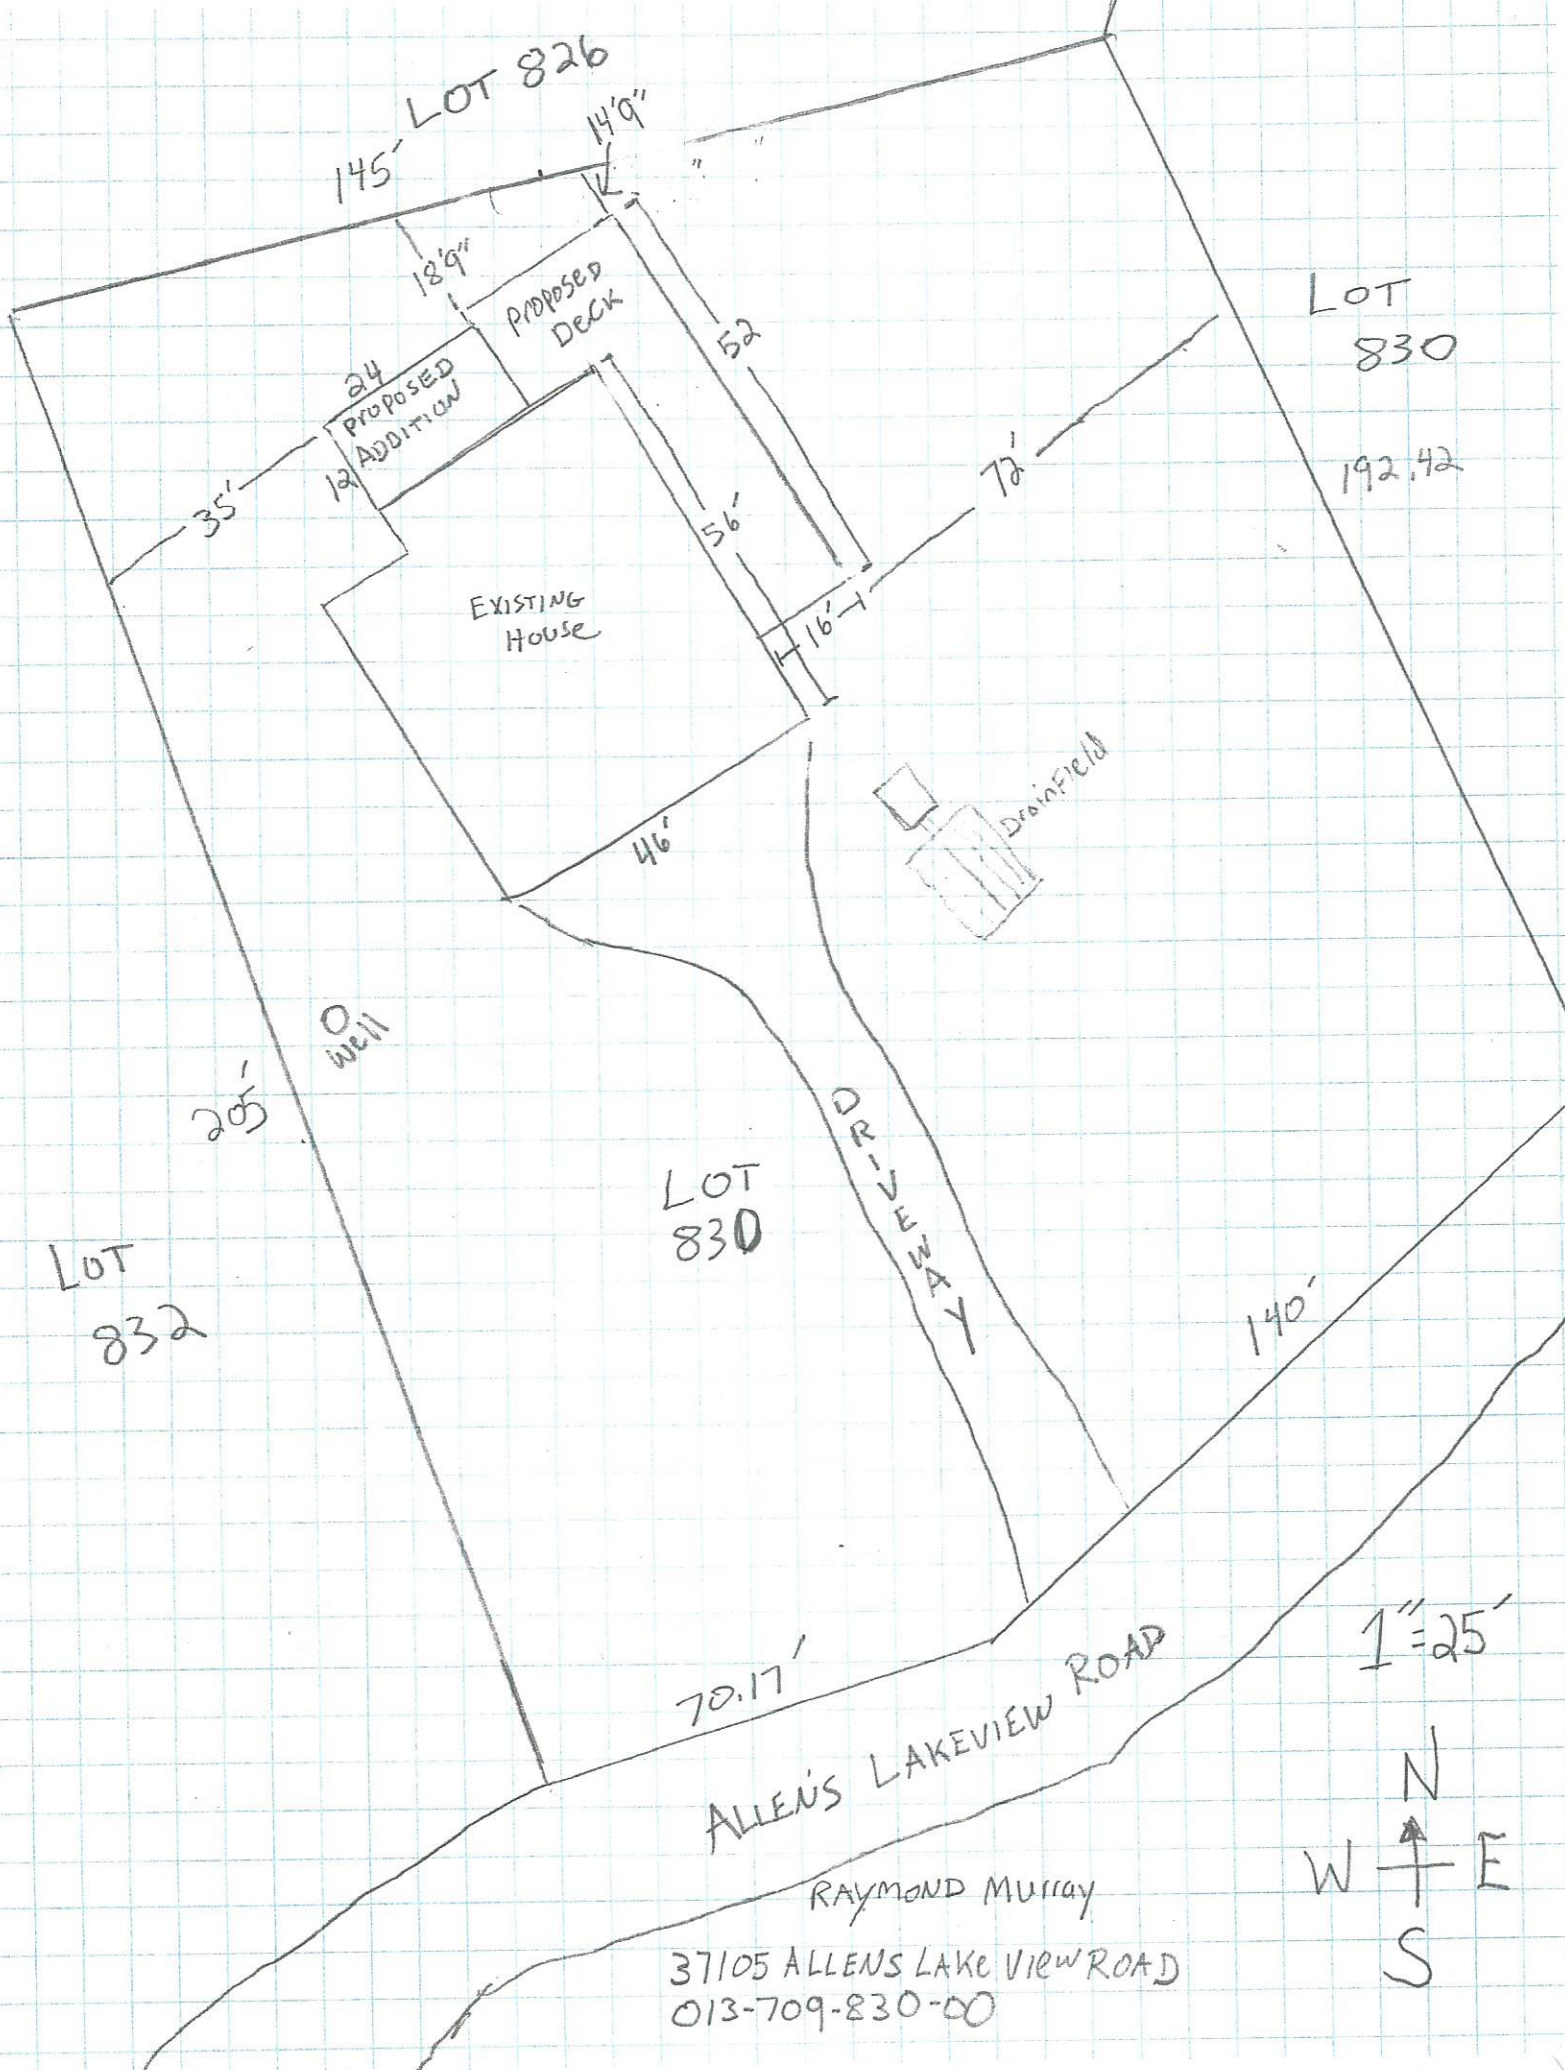 LOT 826
145'
14'9"
" "
18'9"
PROPOSED
DECK
24
PROPOSED
ADDITION
12
35'
52
LOT
830
72'
192.42
56'
16'
EXISTING
House
46'
DrainField
Well
205'
DRIVEWAY
LOT
830
LOT
832
140'
70.17'
1"=25'
ALLEN'S LAKEVIEW ROAD
N
W E
S
RAYMOND Murray
37105 ALLENS LAKE VIEW ROAD
013-709-830-00